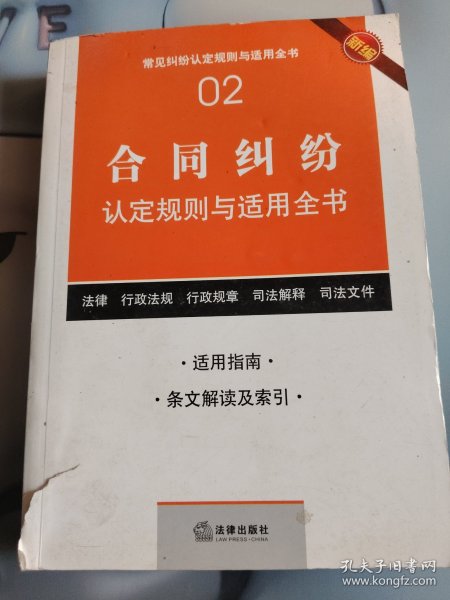 常见纠纷认定规则与适用全书
新编
02
合同纠纷
认定规则与适用全书
法律 行政法规 行政规章 司法解释 司法文件
·适用指南·
·条文解读及索引·
法律出版社
LAW PRESS·CHINA
孔夫子旧书网
www.kongfz.com